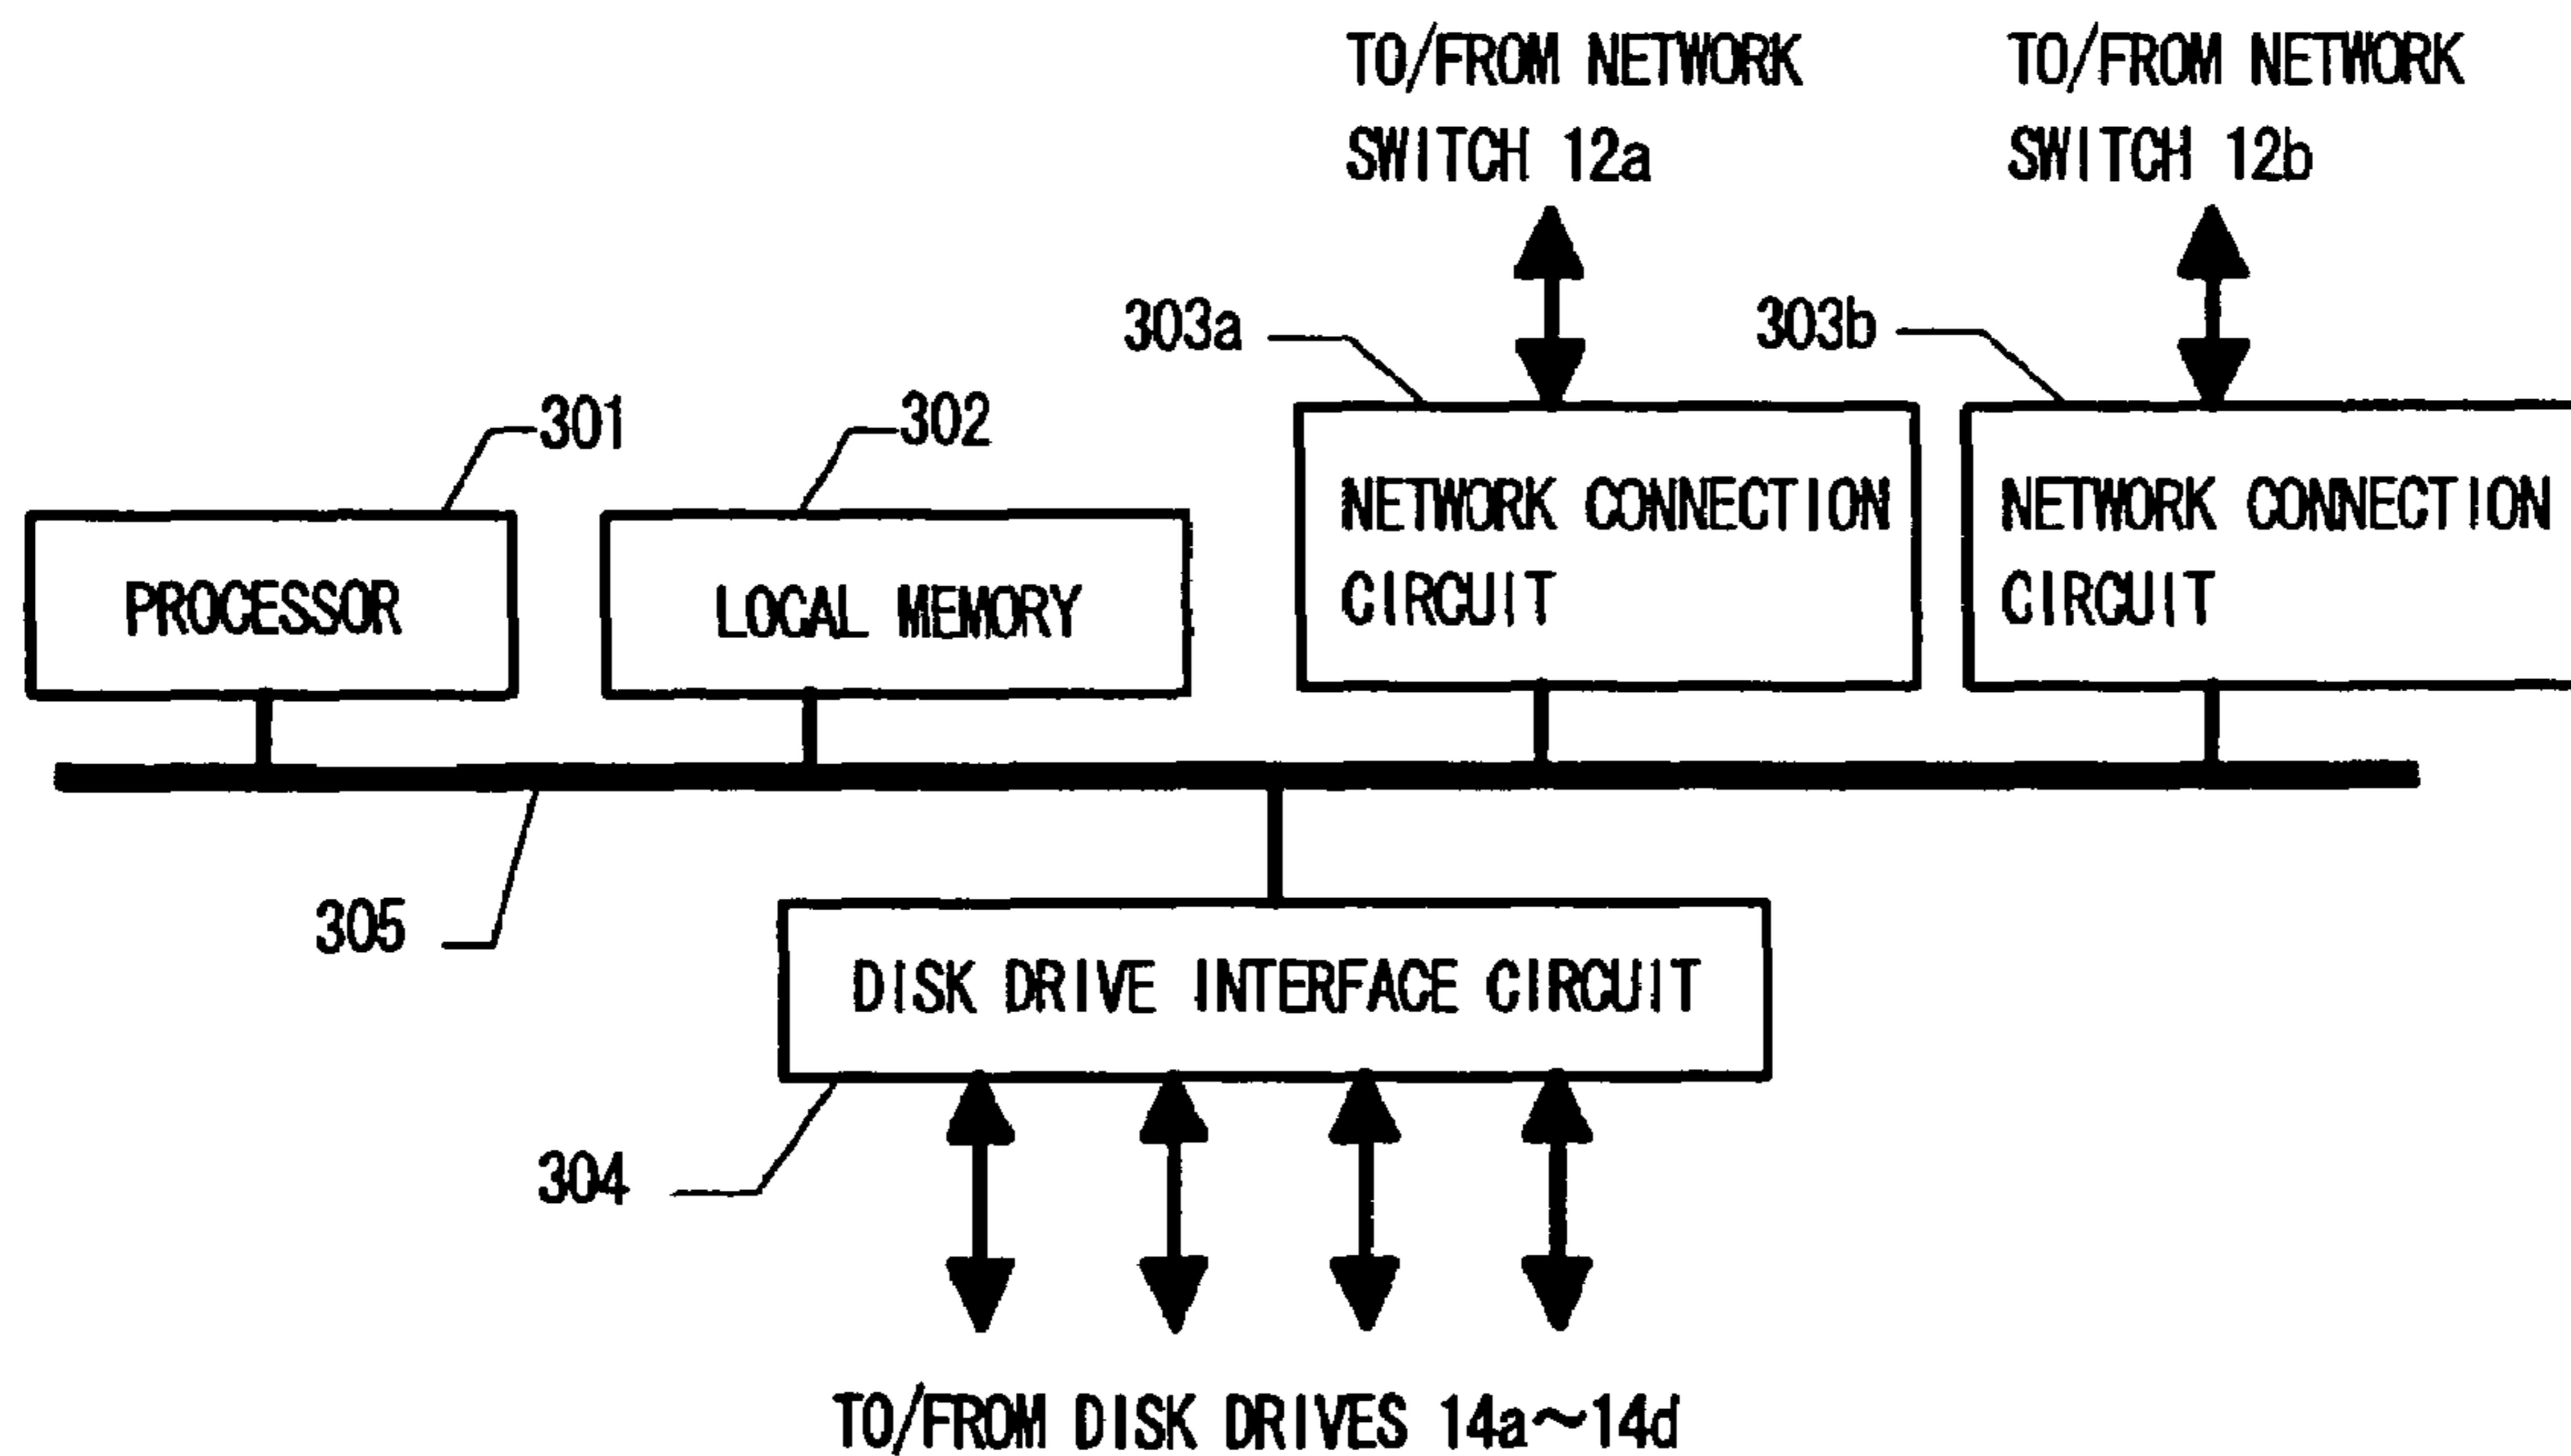 TO/FROM NETWORK
SWITCH 12a
TO/FROM NETWORK
SWITCH 12b
303a
303b
301
302
NETWORK CONNECTION
CIRCUIT
NETWORK CONNECTION
CIRCUIT
PROCESSOR
LOCAL MEMORY
305
DISK DRIVE INTERFACE CIRCUIT
304
TO/FROM DISK DRIVES 14a～14d